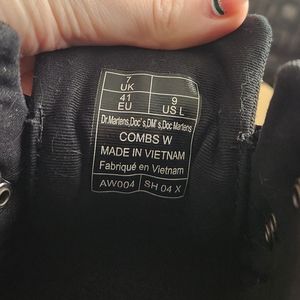 7 UK
41 EU 9 US L
Dr.Martens,Doc's,DM's,Doc Martens
COMBS W
MADE IN VIETNAM
Fabriqué en Vietnam
AW004 SH 04 X